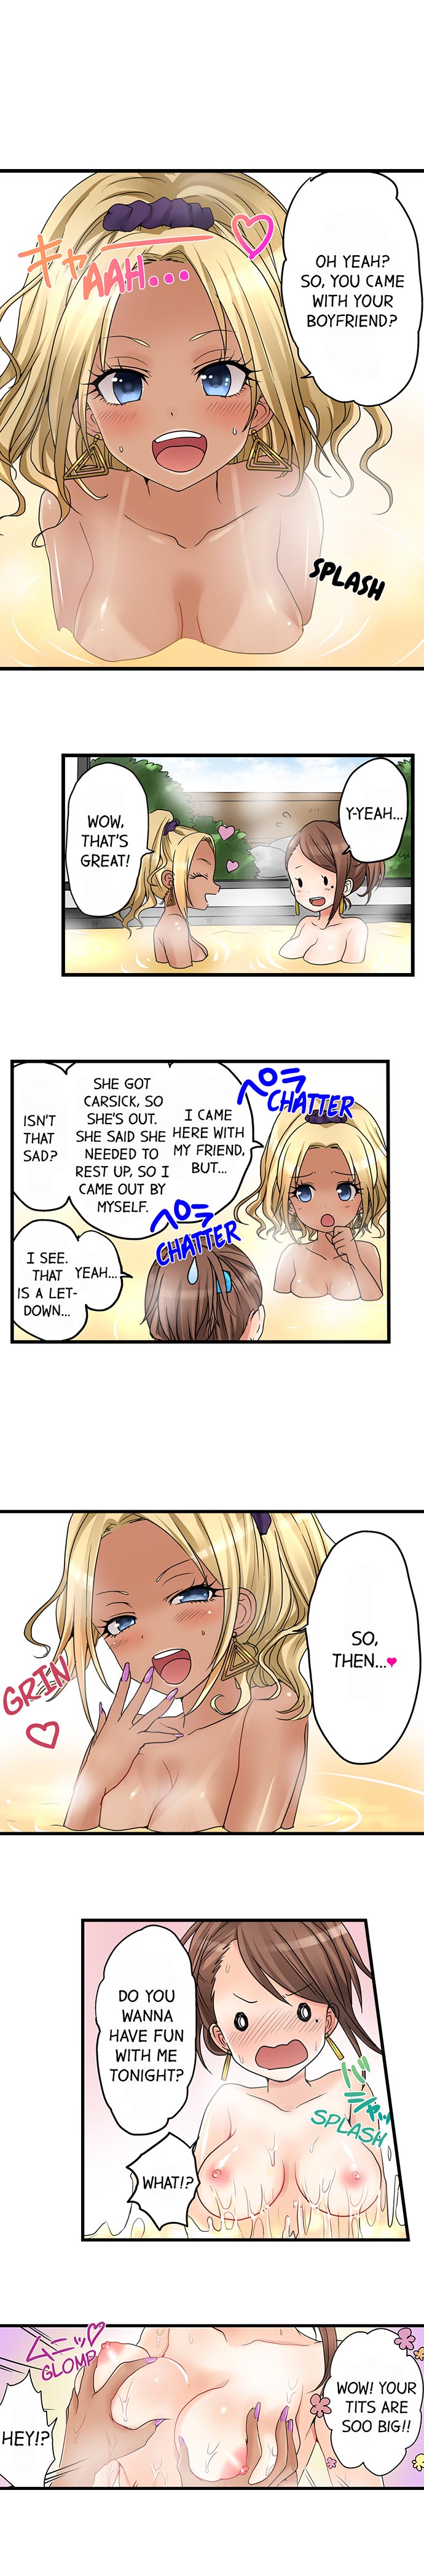 キャー
AAH...
OH YEAH?
SO, YOU CAME
WITH YOUR
BOYFRIEND?
SPLASH
Y-YEAH...
WOW,
THAT'S
GREAT!
ペラ
CHATTER
I CAME
HERE WITH
MY FRIEND,
BUT...
SHE GOT
CARSICK, SO
SHE'S OUT.
SHE SAID SHE
NEEDED TO
REST UP, SO I
CAME OUT BY
MYSELF.
ISN'T
THAT
SAD?
ペラ
CHATTER
YEAH...
I SEE.
THAT
IS A LET-
DOWN...
SO,
THEN...♥
GRIN
DO YOU
WANNA
HAVE FUN
WITH ME
TONIGHT?
SPLASH
WHAT!?
ムニッ♡
GLOMP
WOW! YOUR
TITS ARE
SOO BIG!!
HEY!?